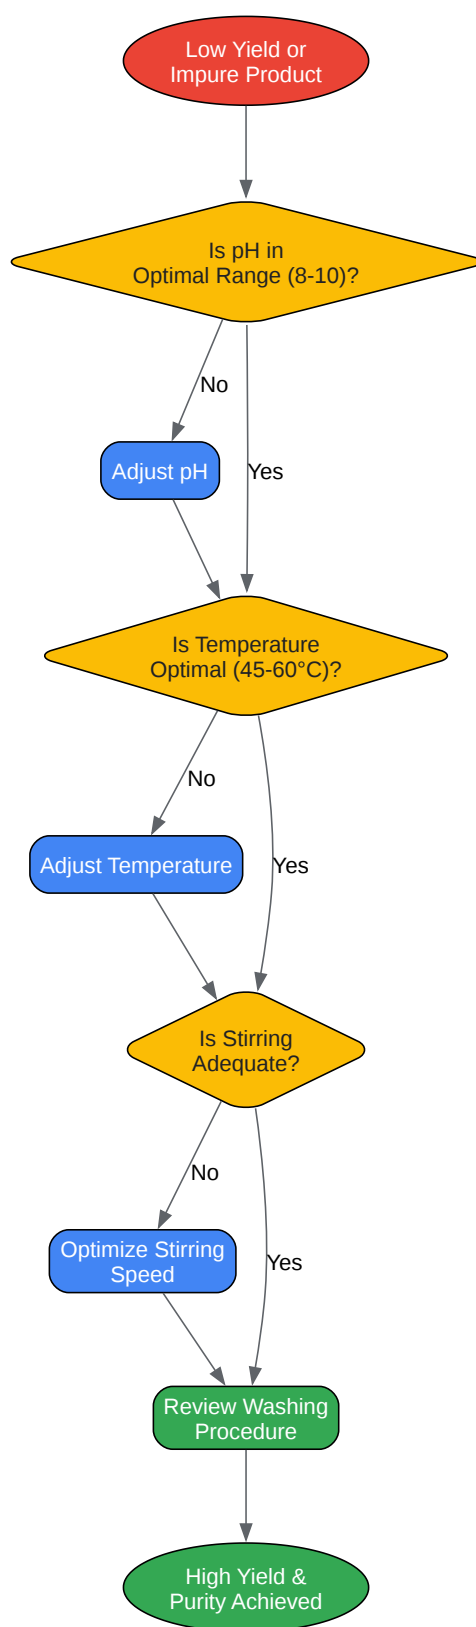 Low Yield or
Impure Product
Is pH in
Optimal Range (8-10)?
No
Adjust pH
Yes
Is Temperature
Optimal (45-60°C)?
No
Adjust Temperature
Yes
Is Stirring
Adequate?
No
Optimize Stirring
Speed
Yes
Review Washing
Procedure
High Yield &
Purity Achieved